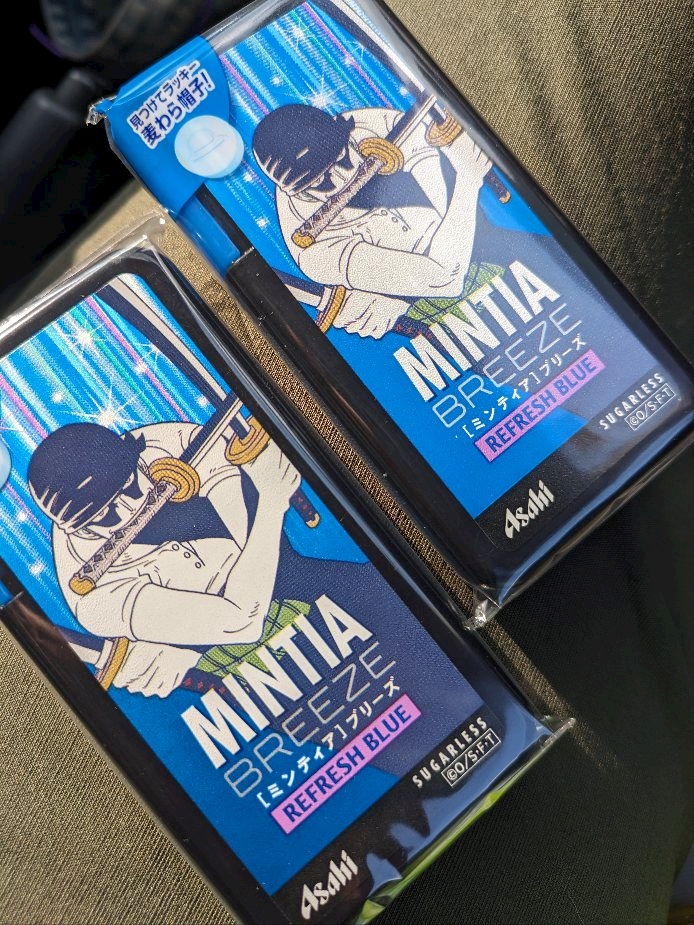 見つけてラッキー
麦わら帽子!
MINTIA
BREEZE
[ミンティア]ブリーズ
REFRESH BLUE
SUGARLESS
©O/S・F・T
Asahi
MINTIA
BREEZE
[ミンティア]ブリーズ
REFRESH BLUE
SUGARLESS
©O/S・F・T
Asahi